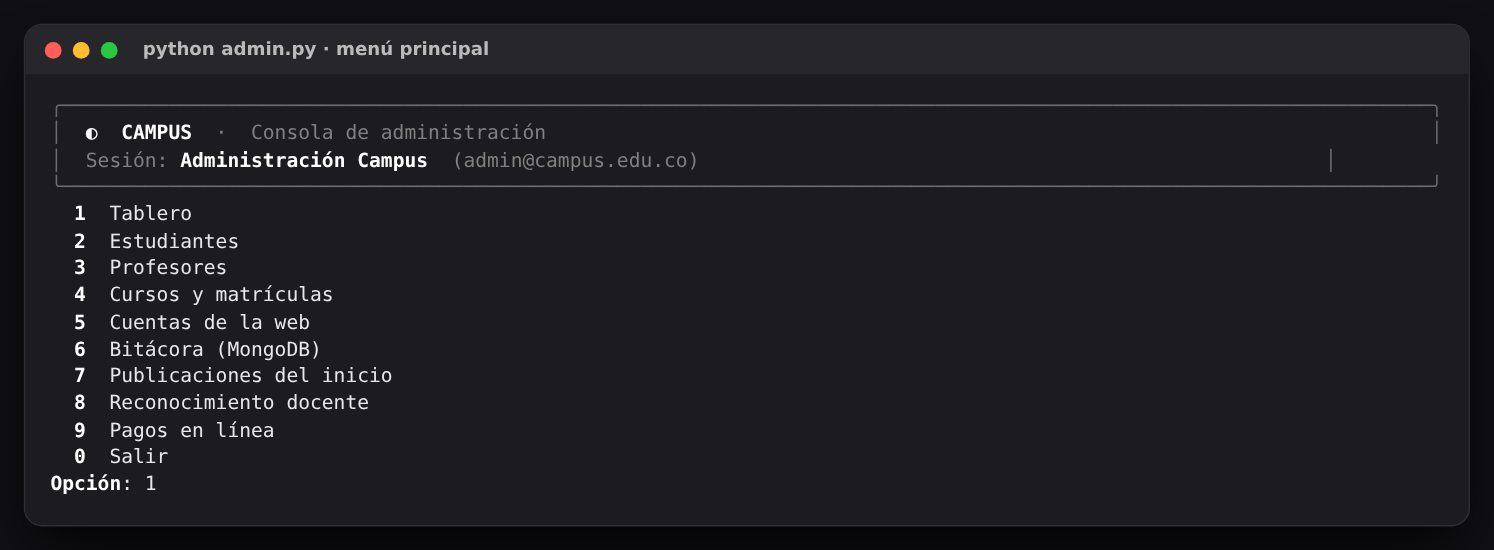 python admin.py · menú principal
◐ CAMPUS · Consola de administración
Sesión: Administración Campus (admin@campus.edu.co)
1 Tablero
2 Estudiantes
3 Profesores
4 Cursos y matrículas
5 Cuentas de la web
6 Bitácora (MongoDB)
7 Publicaciones del inicio
8 Reconocimiento docente
9 Pagos en línea
0 Salir
Opción: 1